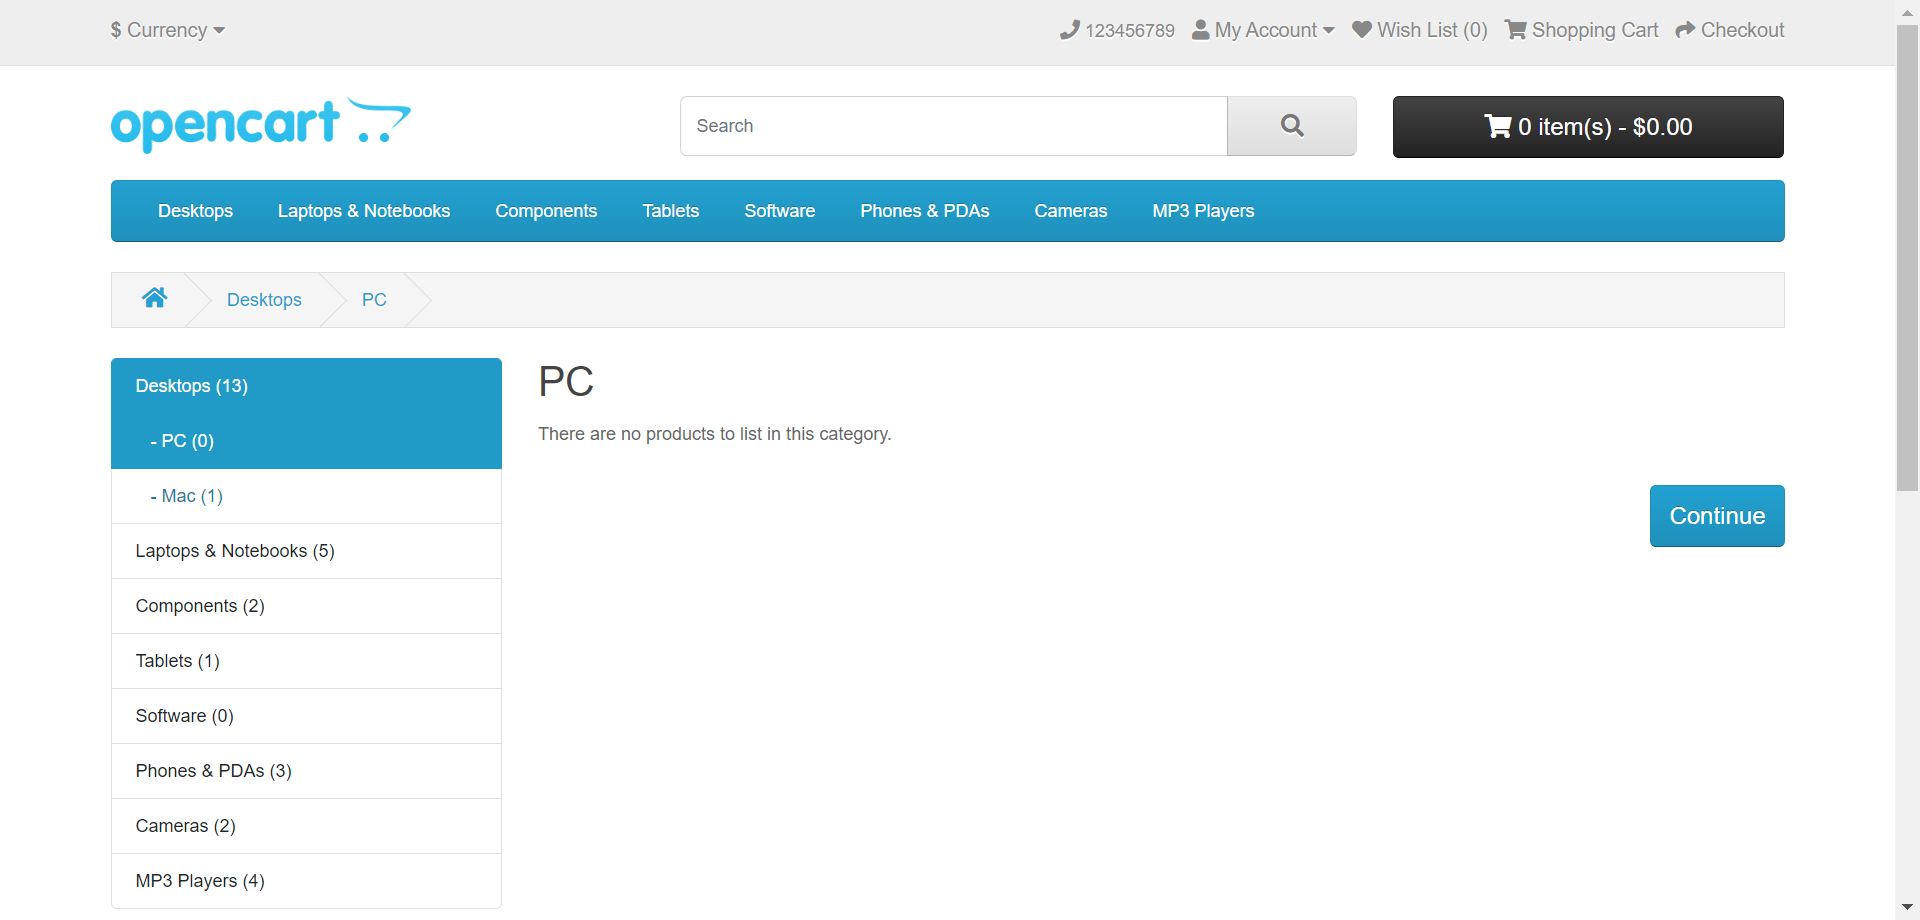 $ Currency
123456789 My Account Wish List (0) Shopping Cart Checkout
opencart
Search
0 item(s) - $0.00
Desktops Laptops & Notebooks Components Tablets Software Phones & PDAs Cameras MP3 Players
Desktops PC
Desktops (13)
- PC (0)
- Mac (1)
Laptops & Notebooks (5)
Components (2)
Tablets (1)
Software (0)
Phones & PDAs (3)
Cameras (2)
MP3 Players (4)
PC
There are no products to list in this category.
Continue